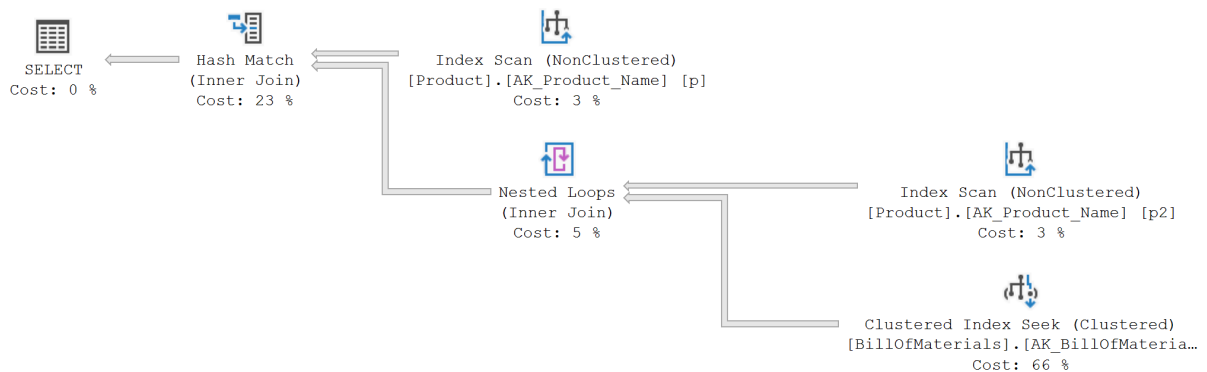 SELECT
Cost: 0 %
Hash Match
(Inner Join)
Cost: 23 %
Index Scan (NonClustered)
[Product].[AK_Product_Name] [p]
Cost: 3 %
Nested Loops
(Inner Join)
Cost: 5 %
Index Scan (NonClustered)
[Product].[AK_Product_Name] [p2]
Cost: 3 %
Clustered Index Seek (Clustered)
[BillOfMaterials].[AK_BillOfMateria…
Cost: 66 %